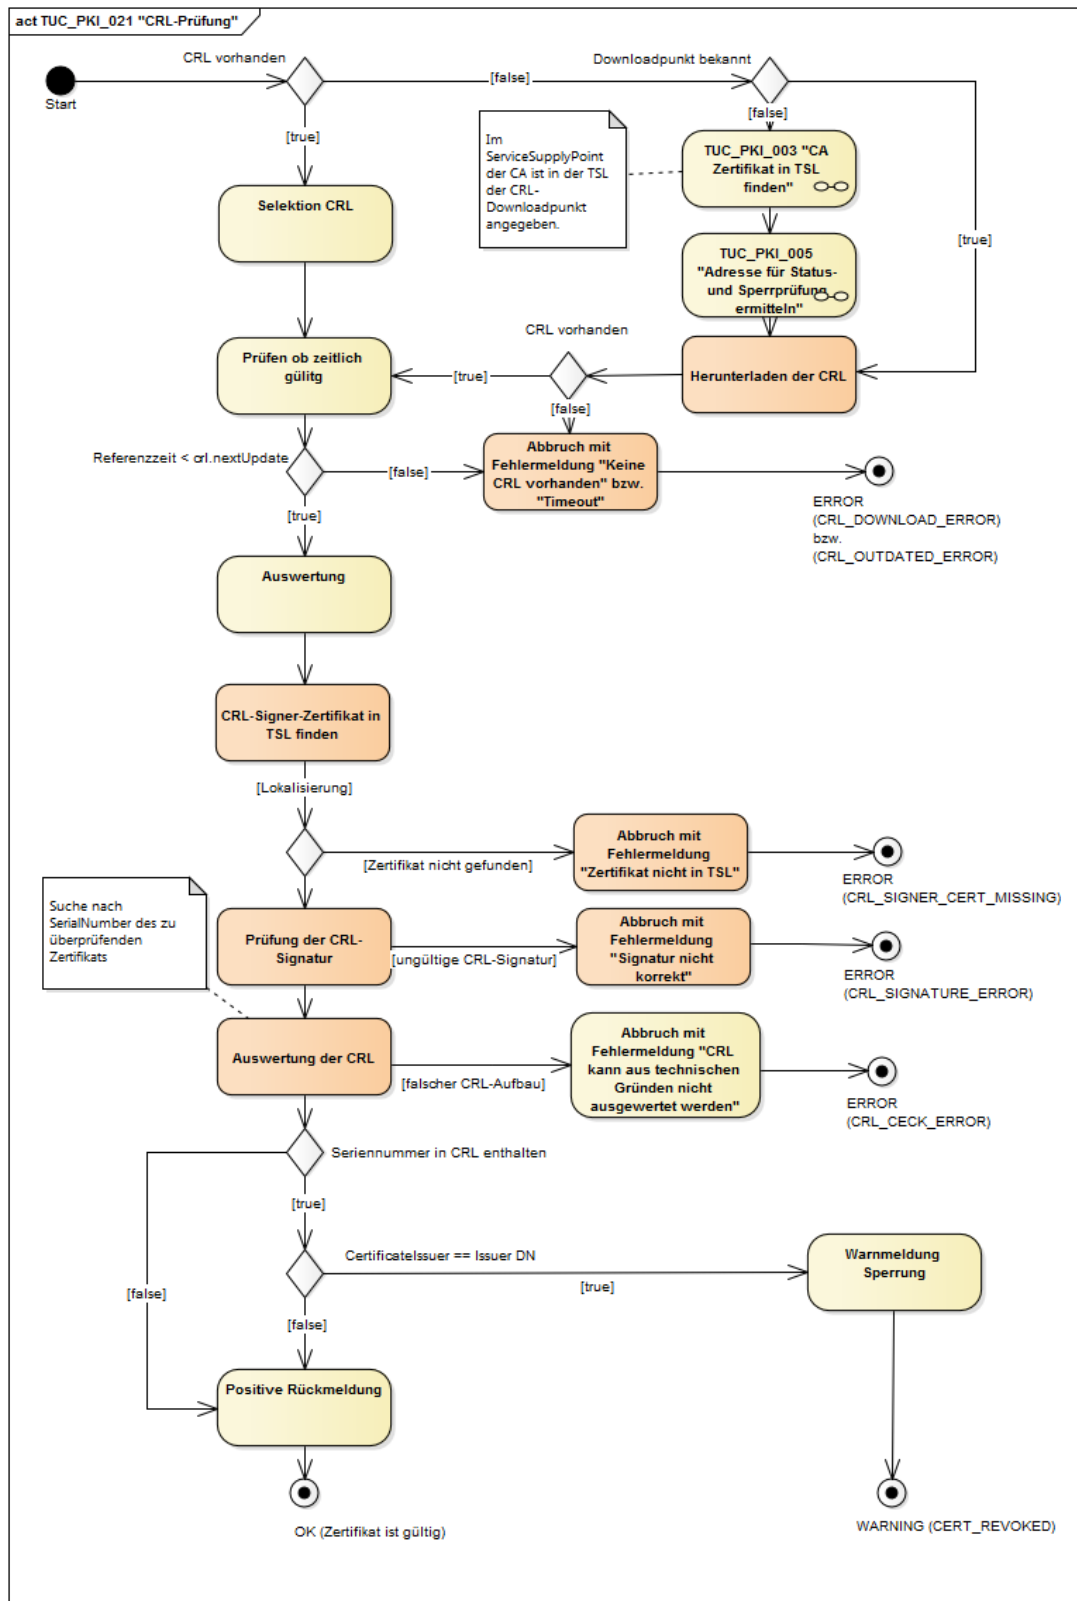 act TUC_PKI_021 "CRL-Prüfung"
CRL vorhanden
Downloadpunkt bekannt
Start
[false]
[false]
[true]
Im
ServiceSupplyPoint
der CA ist in der TSL
der CRL-
Downloadpunkt
angegeben.
TUC_PKI_003 "CA
Zertifikat in TSL
finden"
Selektion CRL
[true]
TUC_PKI_005
"Adresse für Status-
und Sperrprüfung
ermitteln"
CRL vorhanden
Prüfen ob zeitlich
gülitg
[true]
Herunterladen der CRL
[false]
Referenzzeit < crl.nextUpdate
[false]
Abbruch mit
Fehlermeldung "Keine
CRL vorhanden" bzw.
"Timeout"
[true]
ERROR
(CRL_DOWNLOAD_ERROR)
bzw.
(CRL_OUTDATED_ERROR)
Auswertung
CRL-Signer-Zertifikat in
TSL finden
[Lokalisierung]
[Zertifikat nicht gefunden]
Abbruch mit
Fehlermeldung
"Zertifikat nicht in TSL"
ERROR
(CRL_SIGNER_CERT_MISSING)
Suche nach
SerialNumber des zu
überprüfenden
Zertifikats
Prüfung der CRL-
Signatur
[ungültige CRL-Signatur]
Abbruch mit
Fehlermeldung
"Signatur nicht
korrekt"
ERROR
(CRL_SIGNATURE_ERROR)
Auswertung der CRL
[falscher CRL-Aufbau]
Abbruch mit
Fehlermeldung "CRL
kann aus technischen
Gründen nicht
ausgewertet werden"
ERROR
(CRL_CECK_ERROR)
Seriennummer in CRL enthalten
[true]
CertificateIssuer == Issuer DN
[true]
Warnmeldung
Sperrung
[false]
[false]
Positive Rückmeldung
OK (Zertifikat ist gültig)
WARNING (CERT_REVOKED)